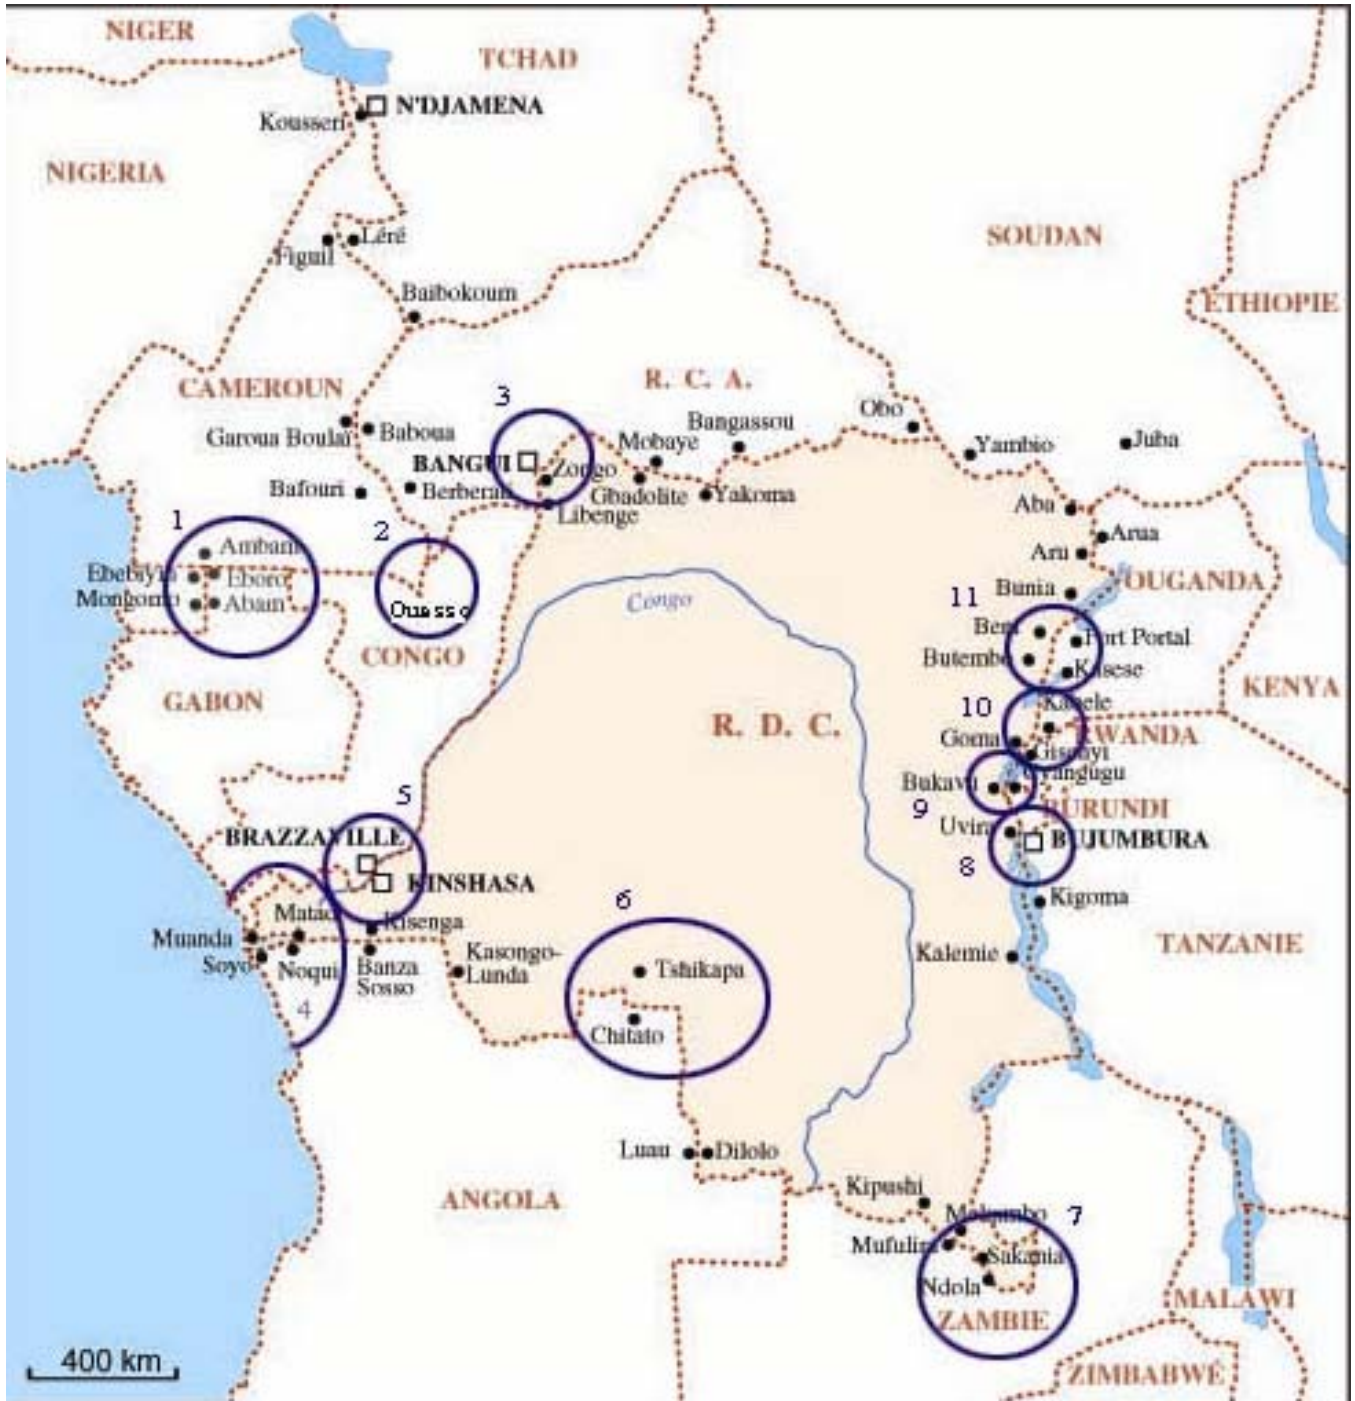 NIGER
TCHAD
N'DJAMENA
Kousseri
NIGERIA
SOUDAN
Léré
Figuil
Baibokoum
ETHIOPIE
CAMEROUN
R. C. A.
3
Obo
Garoua Boulaï
Baboua
Mobaye
Bangassou
Yambio
Juba
BANGUI
Zongo
Bafouri
Berberati
Gbadolite
Yakoma
Libenge
Aba
1
2
Arua
Ambam
Aru
Ebebiyin
Eboro
OUGANDA
Bunia
Mongomo
Abam
Ouesso
Congo
11
Beni
Fort Portal
CONGO
Butembo
Kasese
GABON
KENYA
10
Kabele
R. D. C.
Goma
RWANDA
Gisenyi
Bukavu
Cyangugu
5
9
BURUNDI
Uvira
BRAZZAVILLE
BUJUMBURA
8
KINSHASA
6
Kigoma
Matadi
Kisenga
Muanda
TANZANIE
Soyo
Noqui
Banza
Sosso
Kasongo-
Lunda
Tshikapa
Kalemie
4
Chitato
Luau
Dilolo
Kipushi
ANGOLA
Mokambo
7
Mufulira
Sakania
Ndola
MALAWI
ZAMBIE
400 km
ZIMBABWÉ